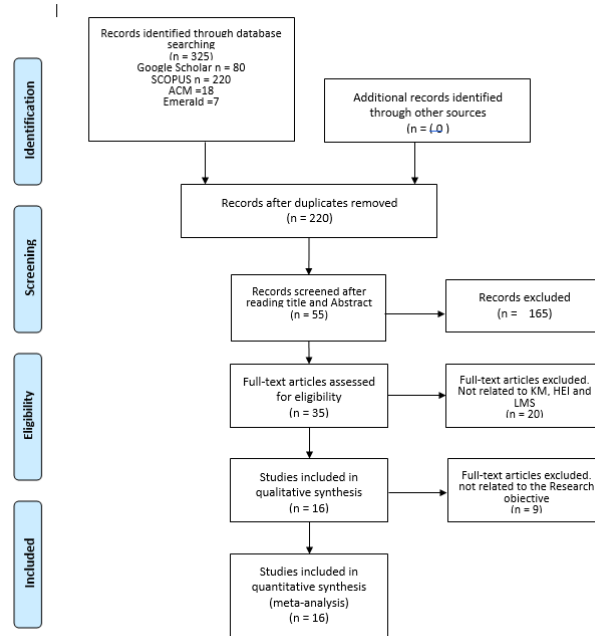 Identification
Screening
Eligibility
Included
Records identified through database
searching
(n = 325)
Google Scholar n = 80
SCOPUS n = 220
ACM =18
Emerald =7
Additional records identified
through other sources
(n = ( 0 )
Records after duplicates removed
(n = 220)
Records screened after
reading title and Abstract
(n = 55)
Records excluded
(n = 165)
Full-text articles assessed
for eligibility
(n = 35)
Full-text articles excluded.
Not related to KM, HEI and
LMS
(n = 20)
Studies included in
qualitative synthesis
(n = 16)
Full-text articles excluded.
not related to the Research
objective
(n = 9)
Studies included in
quantitative synthesis
(meta-analysis)
(n = 16)